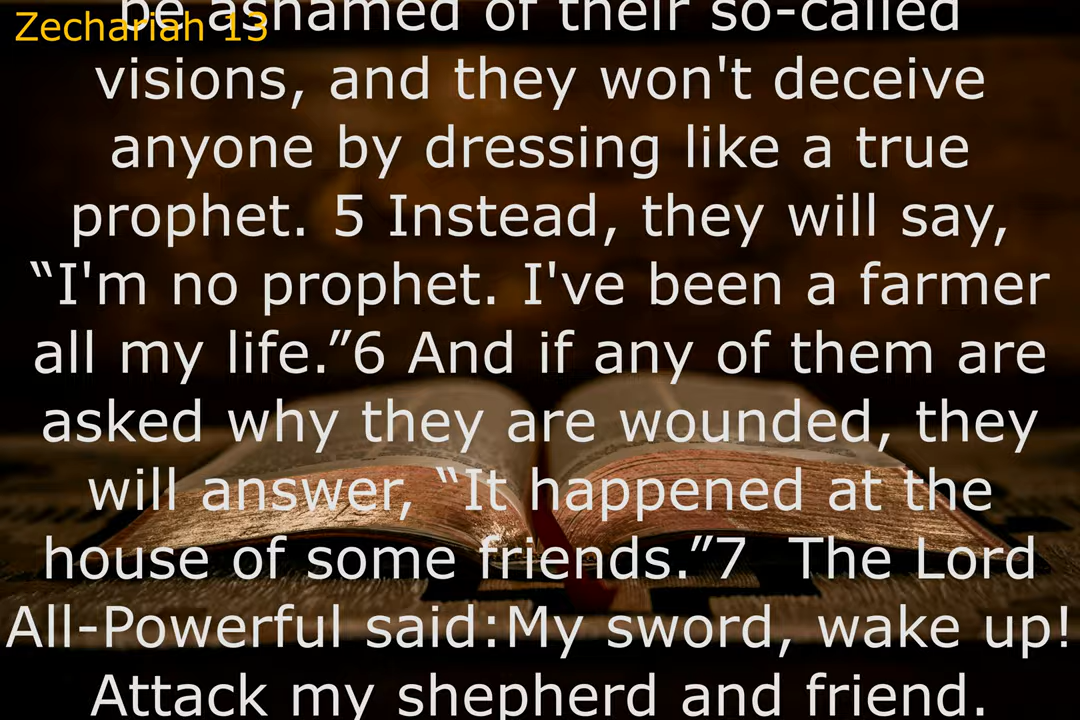 Zechariah 13
be ashamed of their so-called
visions, and they won't deceive
anyone by dressing like a true
prophet. 5 Instead, they will say,
“I'm no prophet. I've been a farmer
all my life.”6 And if any of them are
asked why they are wounded, they
will answer, “It happened at the
house of some friends.”7  The Lord
All-Powerful said:My sword, wake up!
Attack my shepherd and friend.